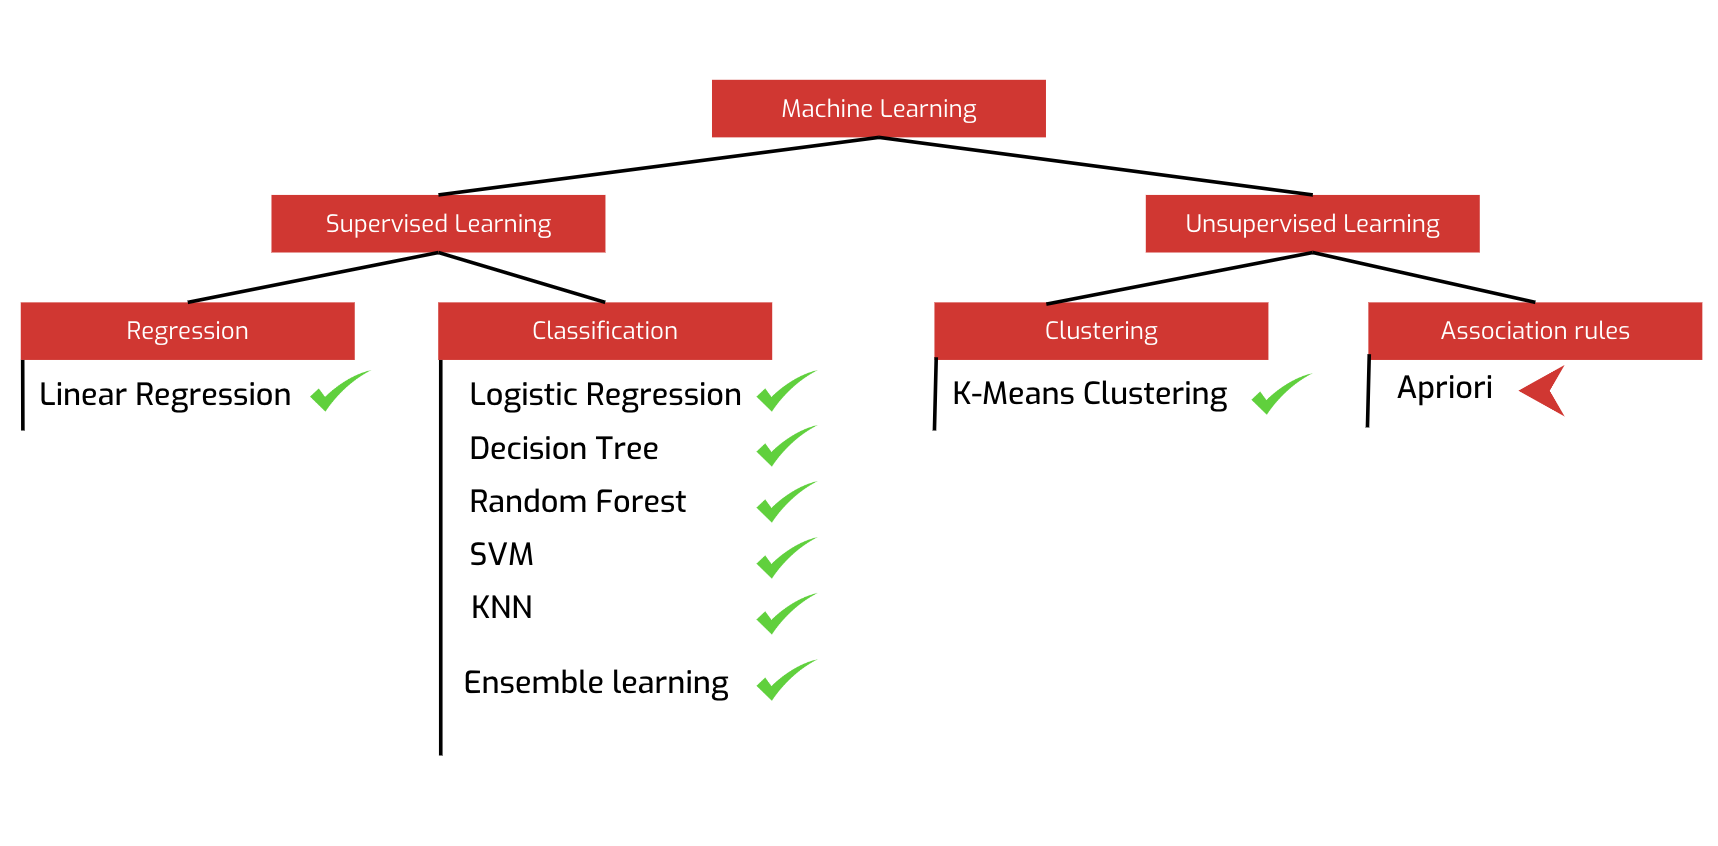 Machine Learning
Supervised Learning
Unsupervised Learning
Regression
Classification
Clustering
Association rules
Linear Regression
Logistic Regression
Decision Tree
Random Forest
SVM
KNN
Ensemble learning
K-Means Clustering
Apriori